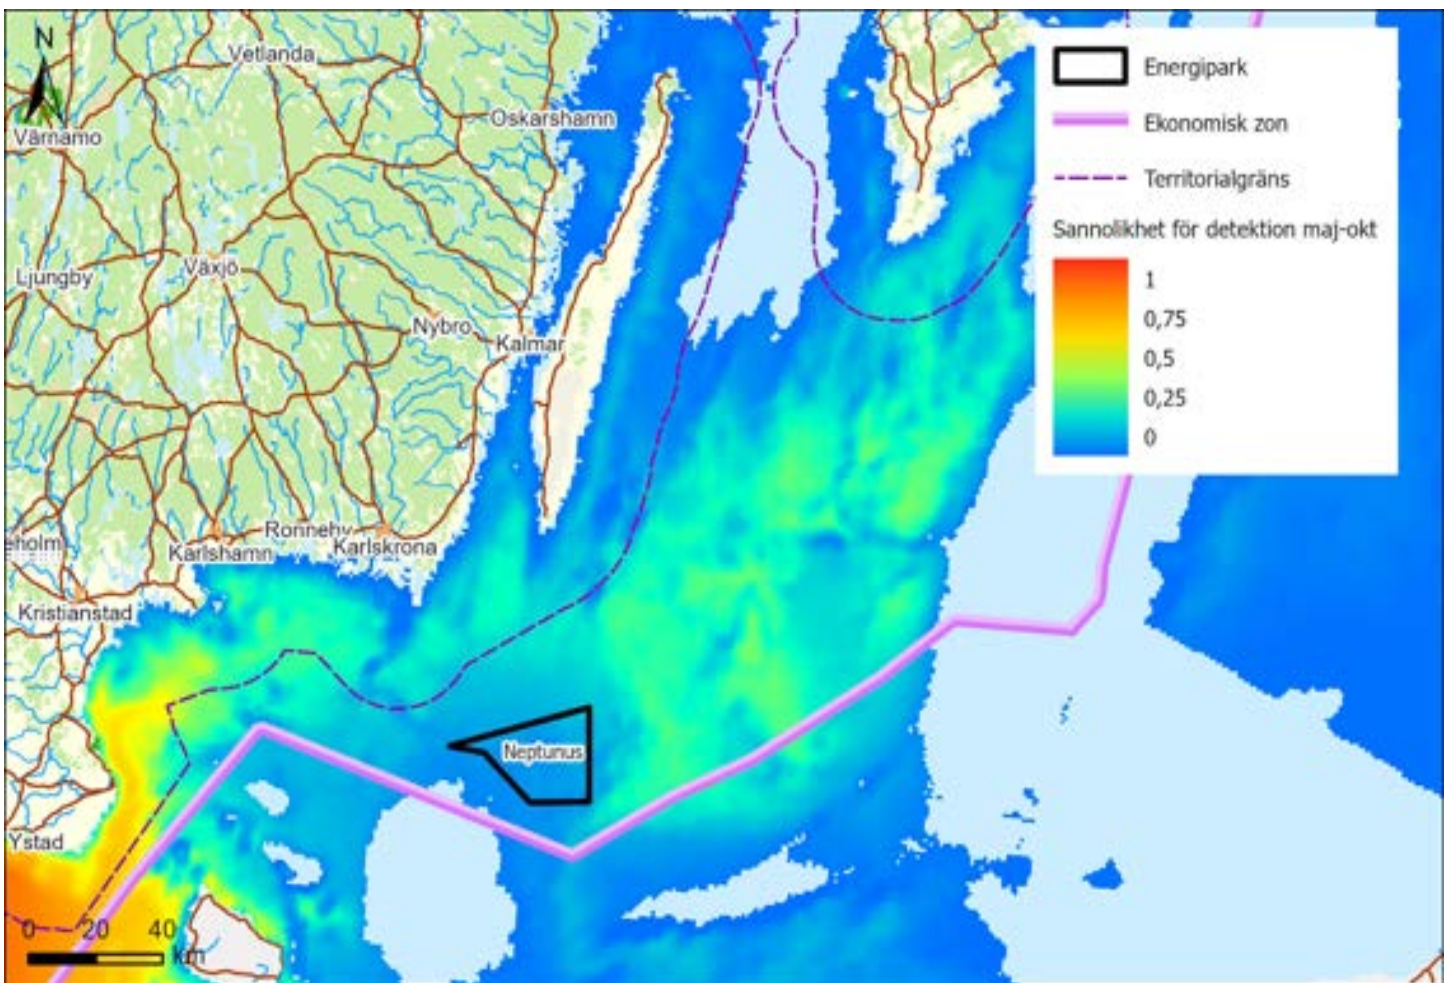 N
Vetlanda
Värnamo
Oskarshamn
Ljungby
Växjö
Nybro
Kalmar
Ronneby
Karlshamn
Karlskrona
eholm
Kristianstad
Neptunus
Ystad
0 20 40
km
Energipark
Ekonomisk zon
Territorialgräns
Sannolikhet för detektion maj-okt
1
0,75
0,5
0,25
0